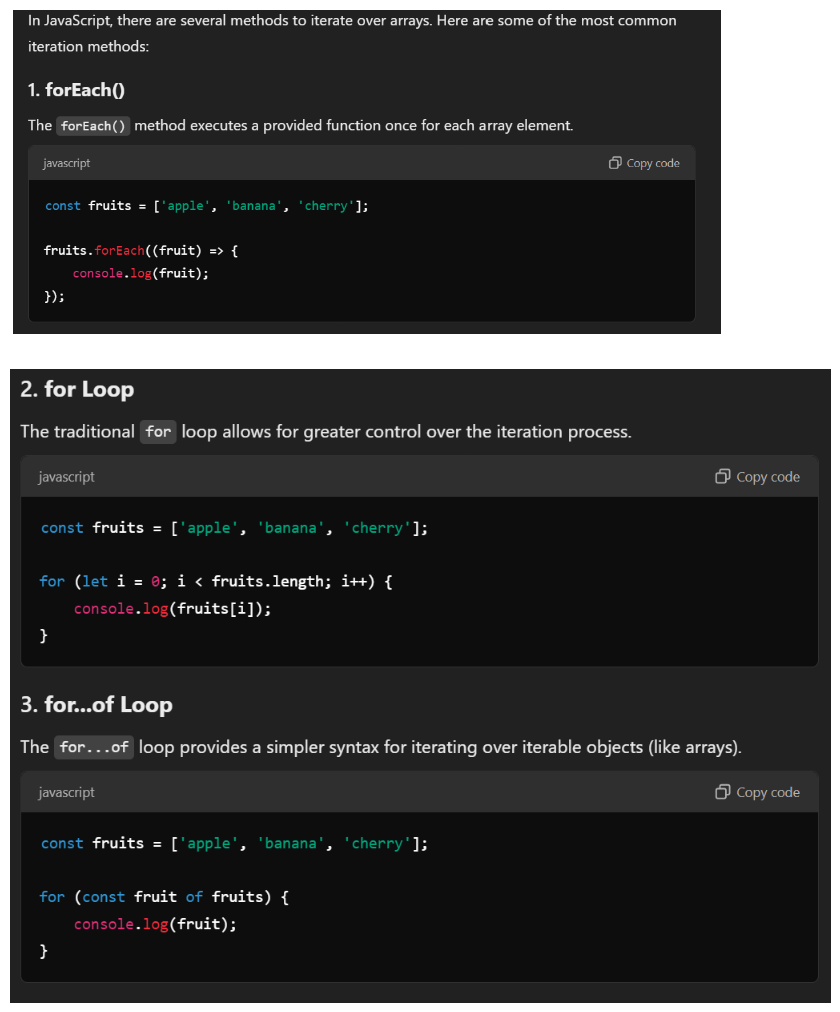 In JavaScript, there are several methods to iterate over arrays. Here are some of the most common
iteration methods:
1. forEach()
The forEach() method executes a provided function once for each array element.
javascript
Copy code
const fruits = ['apple', 'banana', 'cherry'];
fruits.forEach((fruit) => {
    console.log(fruit);
});
2. for Loop
The traditional for loop allows for greater control over the iteration process.
javascript
Copy code
const fruits = ['apple', 'banana', 'cherry'];
for (let i = 0; i < fruits.length; i++) {
    console.log(fruits[i]);
}
3. for...of Loop
The for...of loop provides a simpler syntax for iterating over iterable objects (like arrays).
javascript
Copy code
const fruits = ['apple', 'banana', 'cherry'];
for (const fruit of fruits) {
    console.log(fruit);
}